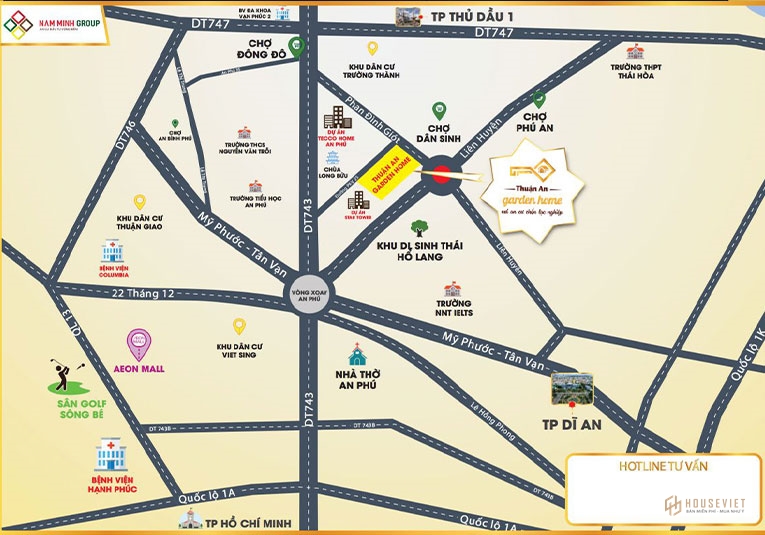 NAM MINH GROUP
BV ĐA KHOA
VẠN PHÚC 2
TP THỦ DẦU 1
DT747
DT747
CHỢ
ĐÔNG ĐÔ
KHU DÂN CƯ
TRƯỜNG THÀNH
TRƯỜNG THPT
THÁI HÒA
Phan Đình Giót
DỰ ÁN
TECCO HOME
AN PHÚ
CHỢ
DÂN SINH
CHỢ
PHÚ AN
Liên Huyện
CHỢ
AN BÌNH PHÚ
DT746
TRƯỜNG THCS
NGUYỄN VĂN TRỖI
CHÙA
LONG BỬU
THUẬN AN
GARDEN HOME
Thuận An
garden home
TRƯỜNG TIỂU HỌC
AN PHÚ
DỰ ÁN
STAR TOWER
KHU DÂN CƯ
THUẬN GIAO
Mỹ Phước - Tân Vạn
DT743
KHU DL SINH THÁI
HỒ LANG
Liên Huyện
BỆNH VIỆN
COLUMBIA
22 Tháng 12
VÒNG XOAY
AN PHÚ
TRƯỜNG
NNT IELTS
QL 13
AEON MALL
KHU DÂN CƯ
VIET SING
NHÀ THỜ
AN PHÚ
Mỹ Phước - Tân Vạn
Quốc lộ 1K
SÂN GOLF
SÔNG BÉ
DT743
Lê Hồng Phong
TP DĨ AN
DT 743B
DT 743B
BỆNH VIỆN
HẠNH PHÚC
HOTLINE TƯ VẤN
Quốc lộ 1A
DT 743B
Quốc lộ 1A
TP HỒ CHÍ MINH
HOUSEVIET